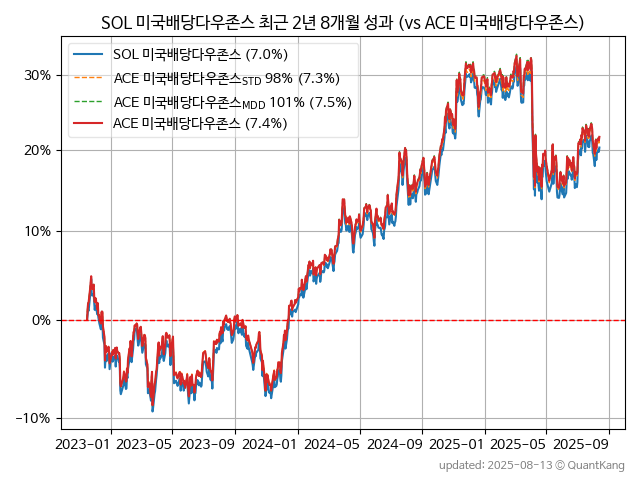 SOL 미국배당다우존스 최근 2년 8개월 성과 (vs ACE 미국배당다우존스)
SOL 미국배당다우존스 (7.0%)
ACE 미국배당다우존스STD 98% (7.3%)
ACE 미국배당다우존스MDD 101% (7.5%)
ACE 미국배당다우존스 (7.4%)
30%
20%
10%
0%
−10%
2023-01 2023-05 2023-09 2024-01 2024-05 2024-09 2025-01 2025-05 2025-09
updated: 2025-08-13 © QuantKang